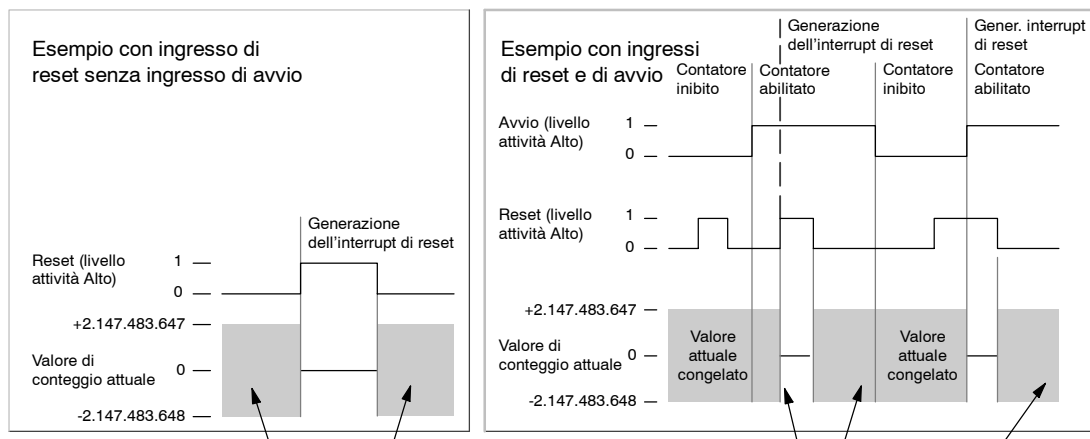 Esempio con ingresso di
reset senza ingresso di avvio
Generazione
dell'interrupt di reset
Reset (livello
attività Alto)
1
0
+2.147.483.647
Valore di
conteggio attuale
0
-2.147.483.648
Esempio con ingressi
di reset e di avvio
Generazione
dell'interrupt di reset
Gener. interrupt
di reset
Contatore
inibito
Contatore
abilitato
Contatore
inibito
Contatore
abilitato
Avvio (livello
attività Alto)
1
0
Reset (livello
attività Alto)
1
0
+2.147.483.647
Valore di
conteggio attuale
0
-2.147.483.648
Valore
attuale
congelato
Valore
attuale
congelato